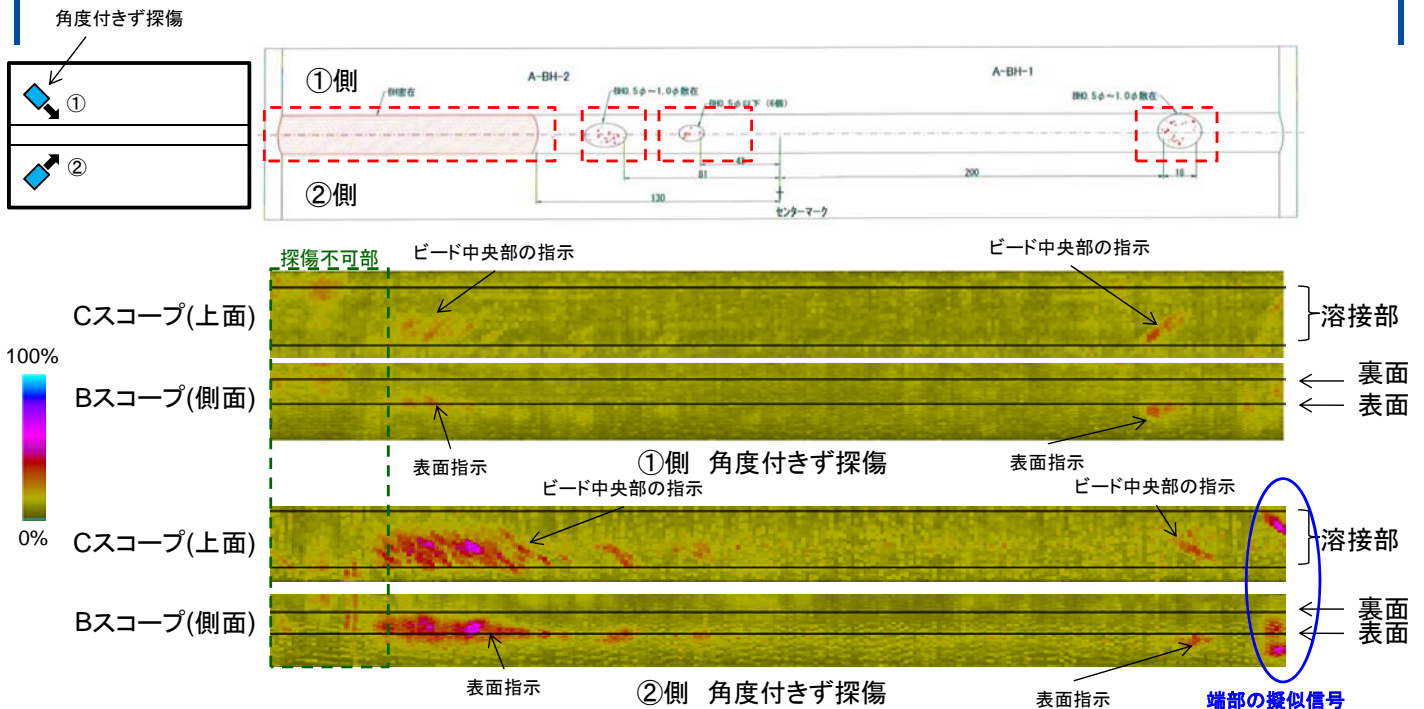 角度付きず探傷
①
②
①側
②側
A-BH-2
A-BH-1
BH密在
BH0.5φ~1.0φ散在
BH0.5φ以下(6個)
BH0.5φ~1.0φ散在
43
81
130
200
18
センターマーク
探傷不可部
ビード中央部の指示
ビード中央部の指示
Cスコープ(上面)
溶接部
100%
0%
Bスコープ(側面)
裏面
表面
表面指示
①側 角度付きず探傷
表面指示
ビード中央部の指示
ビード中央部の指示
Cスコープ(上面)
溶接部
Bスコープ(側面)
裏面
表面
表面指示
②側 角度付きず探傷
表面指示
端部の擬似信号